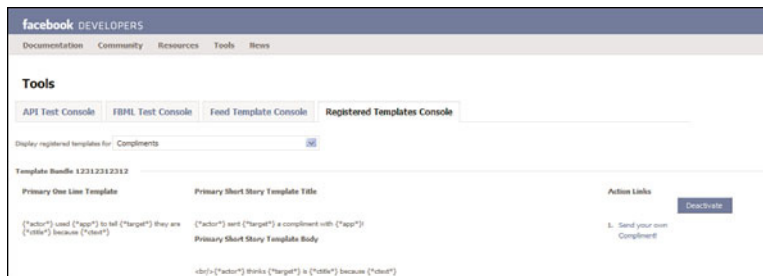 facebook DEVELOPERS
Documentation Community Resources Tools News
Tools
API Test Console FBML Test Console Feed Template Console Registered Templates Console
Display registered templates for Compliments
Template Bundle 12312312312
Primary One Line Template Primary Short Story Template Title Action Links
Deactivate
{*actor*} used {*app*} to tell {*target*} they are {*actor*} sent {*target*} a compliment with {*app*}! 1. Send your own
{*ctitle*} because {*ctext*} Primary Short Story Template Body Compliment!
<br/>{*actor*} thinks {*target*} is {*ctitle*} because {*ctext*}